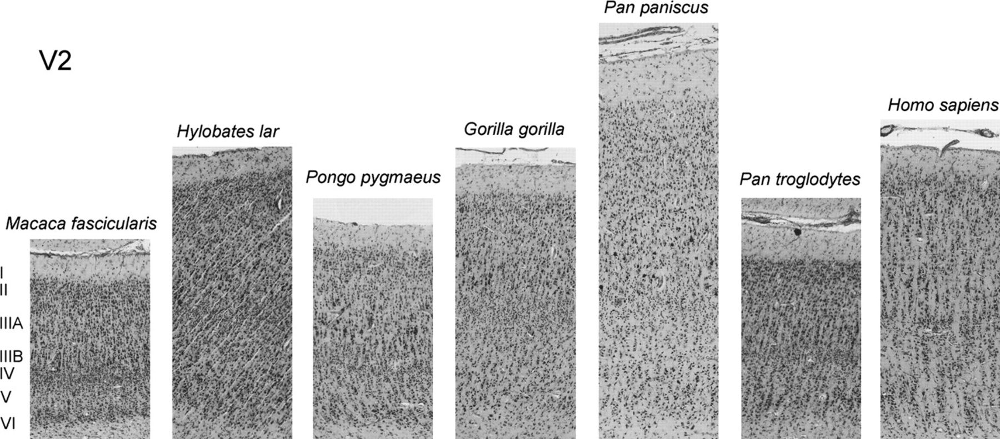 V2
Macaca fascicularis
Hylobates lar
Pongo pygmaeus
Gorilla gorilla
Pan paniscus
Pan troglodytes
Homo sapiens
I
II
IIIA
IIIB
IV
V
VI